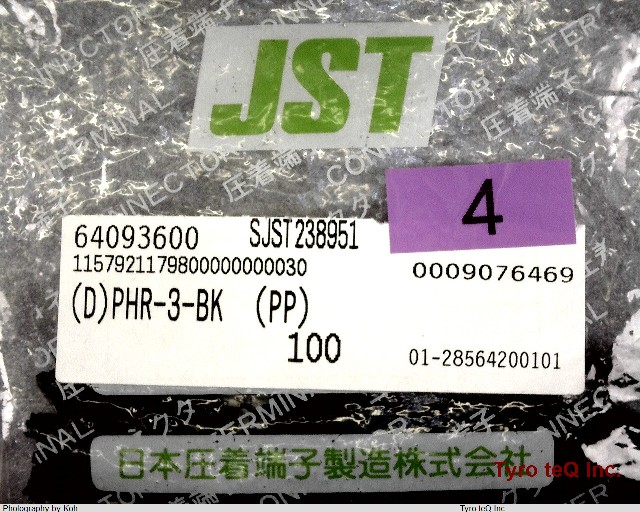 JST
4
64093600 SJST238951
1157921179800000000030 0009076469
(D)PHR-3-BK (PP)
100 01-28564200101
日本圧着端子製造株式会社
Tyro teQ Inc.
Photography by Koh Tyro teQ Inc